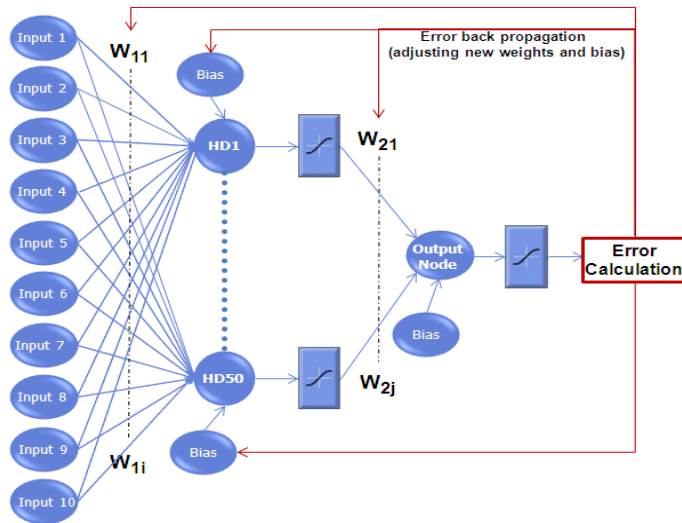 Input 1
Input 2
Input 3
Input 4
Input 5
Input 6
Input 7
Input 8
Input 9
Input 10
W11
W1i
Bias
HD1
HD50
Bias
Error back propagation
(adjusting new weights and bias)
W21
W2j
Output
Node
Bias
Error
Calculation